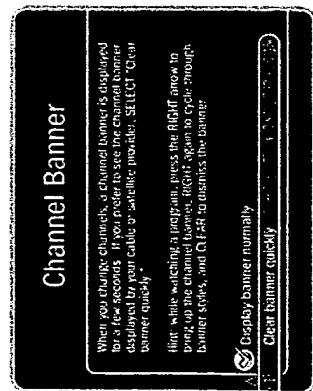 Channel Banner
When you change channels, a channel banner is displayed
for a few seconds. If you prefer to see the channel banner
displayed by your cable or satellite provider, SELECT "Clear
banner quickly."
Hint: while watching a program, press the RIGHT arrow to
bring up the channel banner, RIGHT again to cycle through
banner styles, and CLEAR to dismiss the banner
Display banner normally
Clear banner quickly